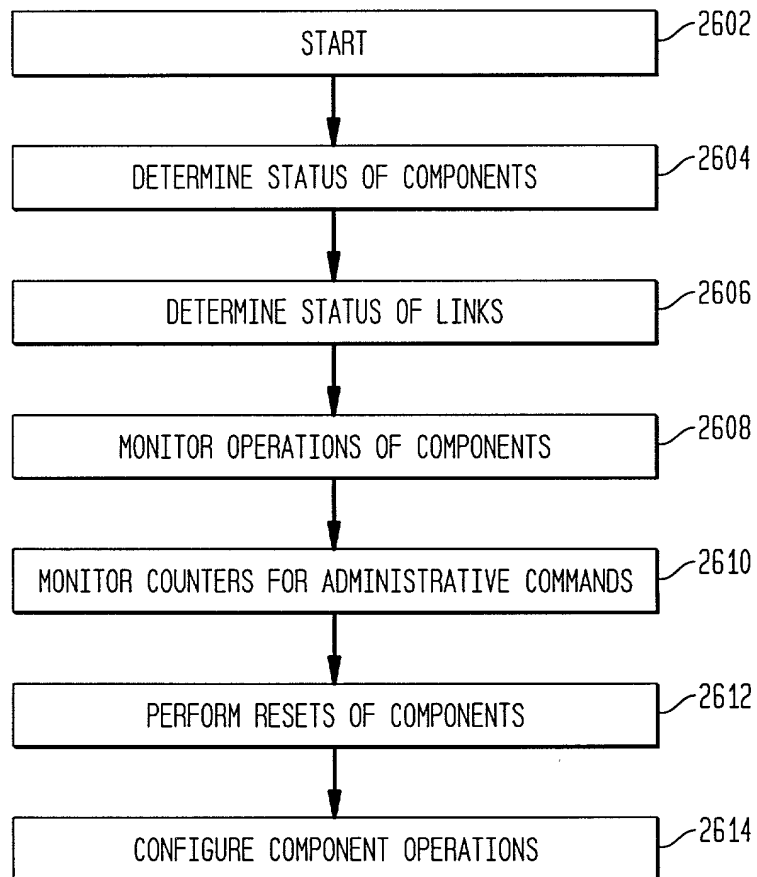 START 2602
DETERMINE STATUS OF COMPONENTS 2604
DETERMINE STATUS OF LINKS 2606
MONITOR OPERATIONS OF COMPONENTS 2608
MONITOR COUNTERS FOR ADMINISTRATIVE COMMANDS 2610
PERFORM RESETS OF COMPONENTS 2612
CONFIGURE COMPONENT OPERATIONS 2614